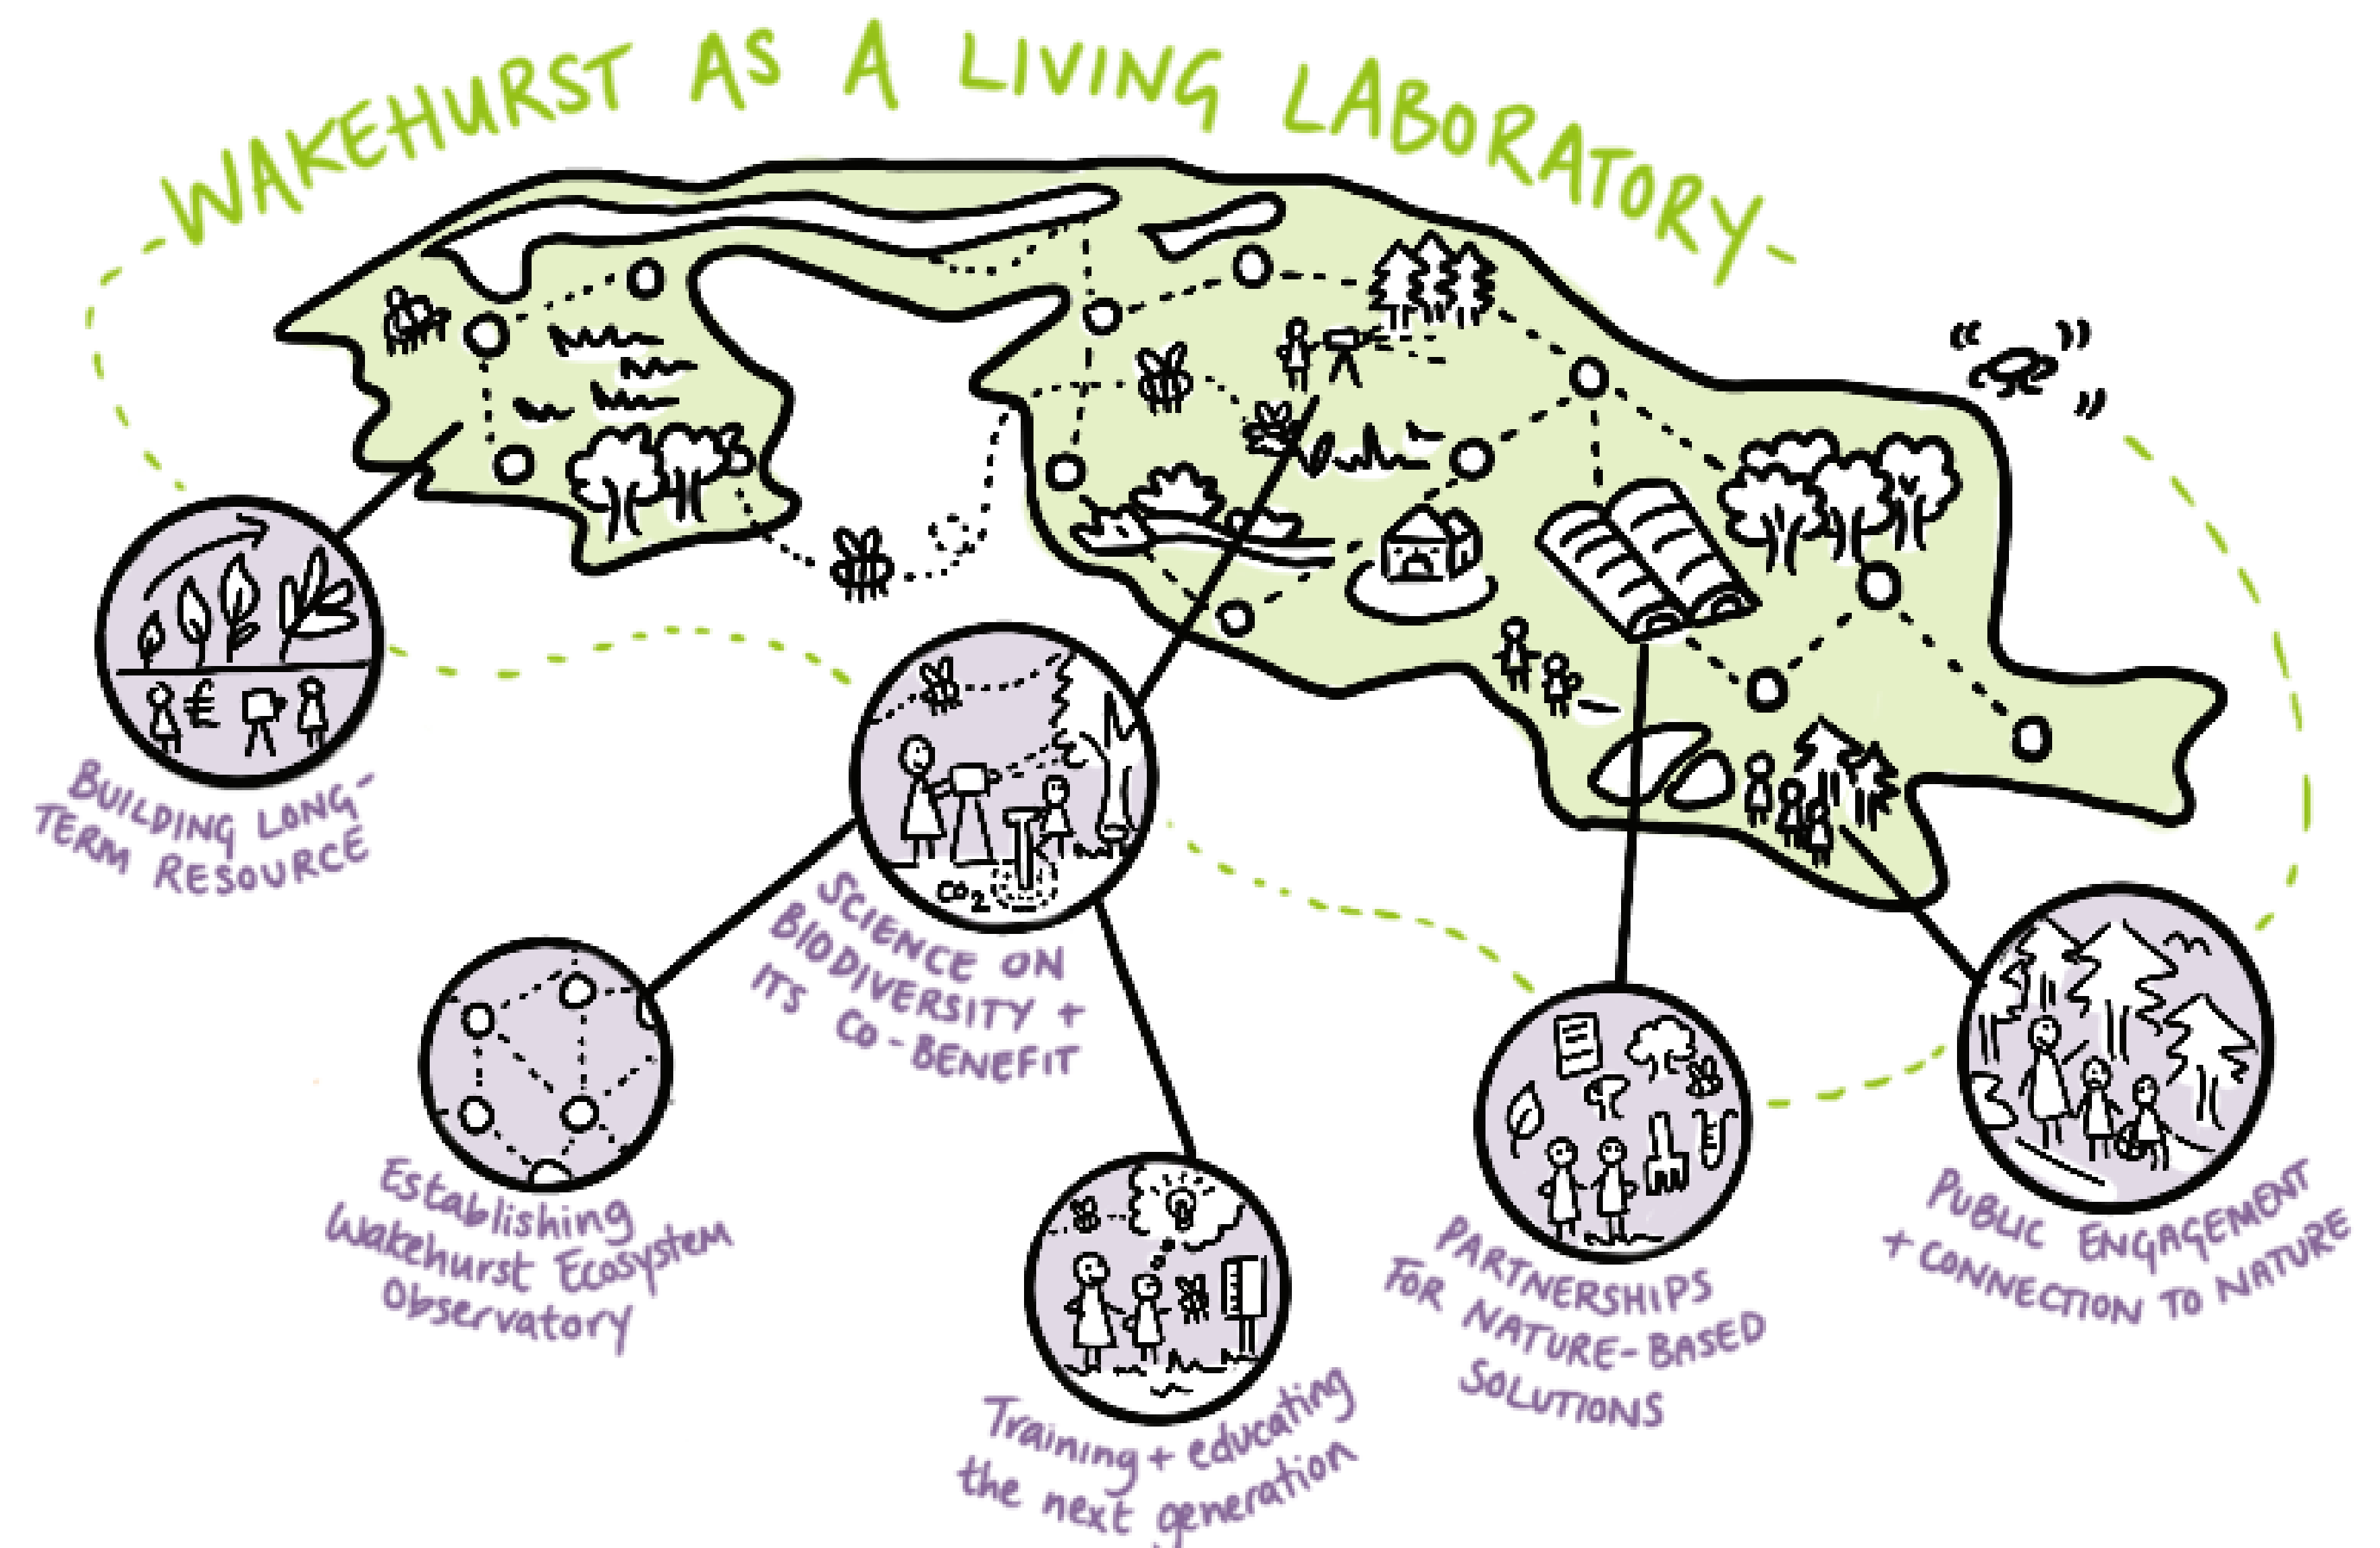 -WAKEHURST AS A LIVING LABORATORY-
BUILDING LONG-
TERM RESOURCE
CO2
SCIENCE ON
BIODIVERSITY +
ITS CO-BENEFIT
Establishing
Wakehurst Ecosystem
Observatory
Training + educating
the next generation
PARTNERSHIPS
FOR NATURE-BASED
SOLUTIONS
PUBLIC ENGAGEMENT
+ CONNECTION TO NATURE